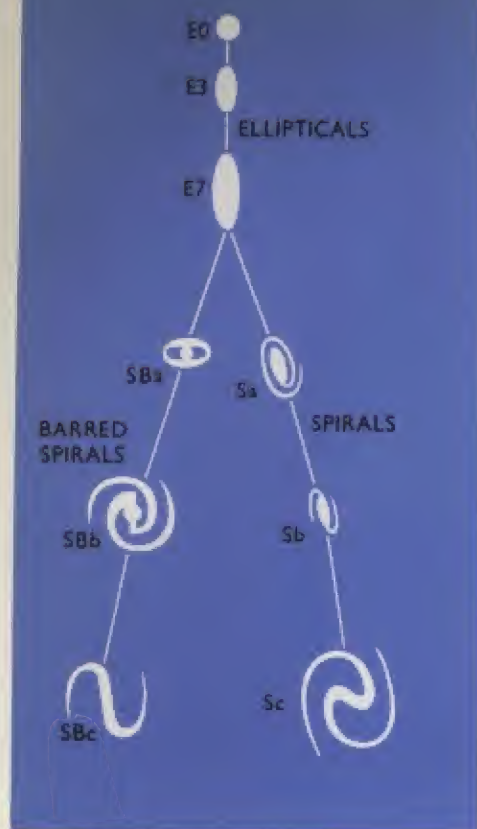 E0
E3
ELLIPTICALS
E7
SBa
Sa
BARRED
SPIRALS
SPIRALS
SBb
Sb
Sc
SBc